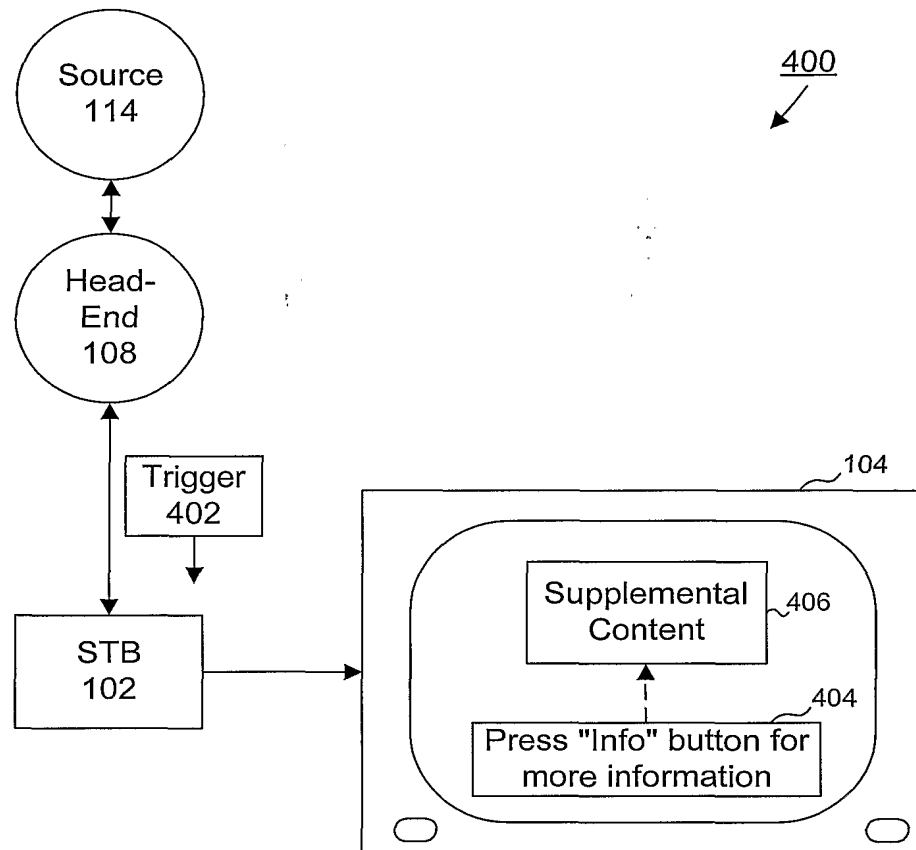 Source
114
400
Head-
End
108
Trigger
402
104
Supplemental
Content
406
STB
102
404
Press "Info" button for
more information